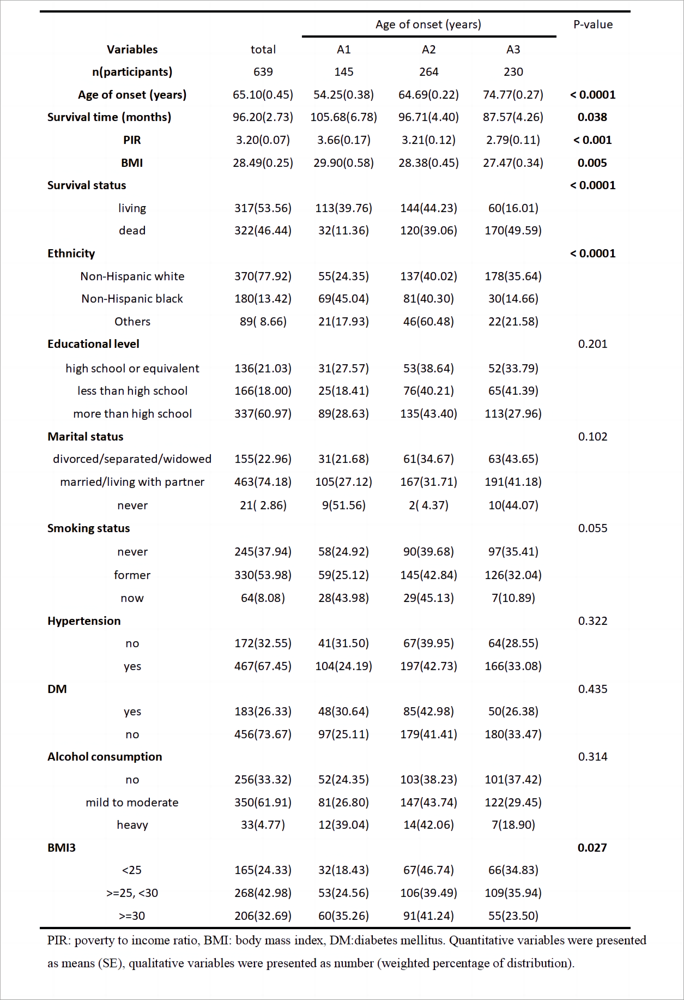 Age of onset (years) P-value
Variables total A1 A2 A3
n(participants) 639 145 264 230
Age of onset (years) 65.10(0.45) 54.25(0.38) 64.69(0.22) 74.77(0.27) < 0.0001
Survival time (months) 96.20(2.73) 105.68(6.78) 96.71(4.40) 87.57(4.26) 0.038
PIR 3.20(0.07) 3.66(0.17) 3.21(0.12) 2.79(0.11) < 0.001
BMI 28.49(0.25) 29.90(0.58) 28.38(0.45) 27.47(0.34) 0.005
Survival status < 0.0001
living 317(53.56) 113(39.76) 144(44.23) 60(16.01)
dead 322(46.44) 32(11.36) 120(39.06) 170(49.59)
Ethnicity < 0.0001
Non-Hispanic white 370(77.92) 55(24.35) 137(40.02) 178(35.64)
Non-Hispanic black 180(13.42) 69(45.04) 81(40.30) 30(14.66)
Others 89( 8.66) 21(17.93) 46(60.48) 22(21.58)
Educational level 0.201
high school or equivalent 136(21.03) 31(27.57) 53(38.64) 52(33.79)
less than high school 166(18.00) 25(18.41) 76(40.21) 65(41.39)
more than high school 337(60.97) 89(28.63) 135(43.40) 113(27.96)
Marital status 0.102
divorced/separated/widowed 155(22.96) 31(21.68) 61(34.67) 63(43.65)
married/living with partner 463(74.18) 105(27.12) 167(31.71) 191(41.18)
never 21( 2.86) 9(51.56) 2( 4.37) 10(44.07)
Smoking status 0.055
never 245(37.94) 58(24.92) 90(39.68) 97(35.41)
former 330(53.98) 59(25.12) 145(42.84) 126(32.04)
now 64(8.08) 28(43.98) 29(45.13) 7(10.89)
Hypertension 0.322
no 172(32.55) 41(31.50) 67(39.95) 64(28.55)
yes 467(67.45) 104(24.19) 197(42.73) 166(33.08)
DM 0.435
yes 183(26.33) 48(30.64) 85(42.98) 50(26.38)
no 456(73.67) 97(25.11) 179(41.41) 180(33.47)
Alcohol consumption 0.314
no 256(33.32) 52(24.35) 103(38.23) 101(37.42)
mild to moderate 350(61.91) 81(26.80) 147(43.74) 122(29.45)
heavy 33(4.77) 12(39.04) 14(42.06) 7(18.90)
BMI3 0.027
<25 165(24.33) 32(18.43) 67(46.74) 66(34.83)
>=25, <30 268(42.98) 53(24.56) 106(39.49) 109(35.94)
>=30 206(32.69) 60(35.26) 91(41.24) 55(23.50)
PIR: poverty to income ratio, BMI: body mass index, DM:diabetes mellitus. Quantitative variables were presented
as means (SE), qualitative variables were presented as number (weighted percentage of distribution).